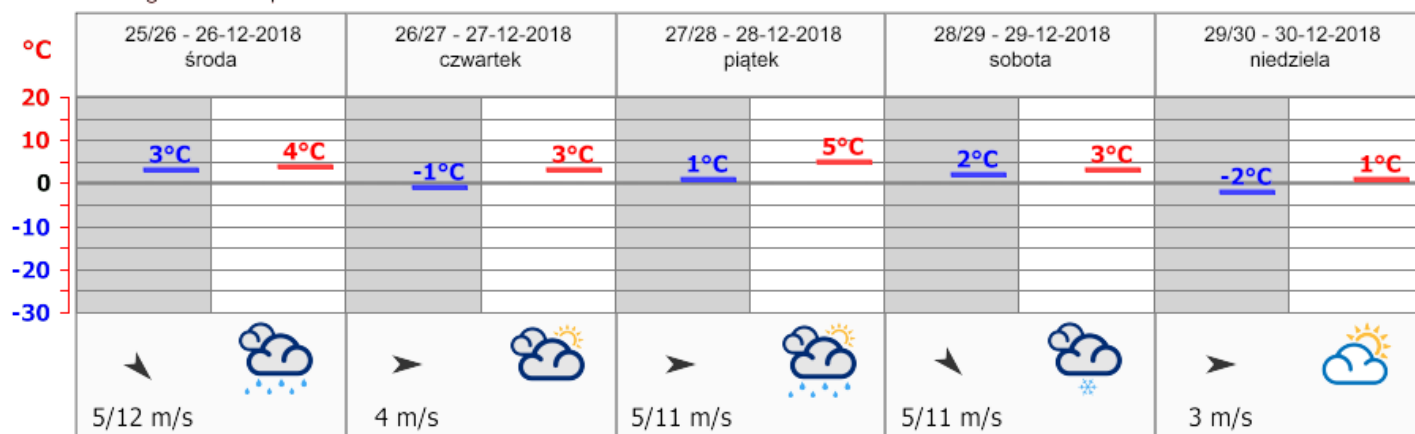 °C
25/26 - 26-12-2018
środa
26/27 - 27-12-2018
czwartek
27/28 - 28-12-2018
piątek
28/29 - 29-12-2018
sobota
29/30 - 30-12-2018
niedziela
20
10
0
-10
-20
-30
3°C
4°C
-1°C
3°C
1°C
5°C
2°C
3°C
-2°C
1°C
5/12 m/s
4 m/s
5/11 m/s
5/11 m/s
3 m/s